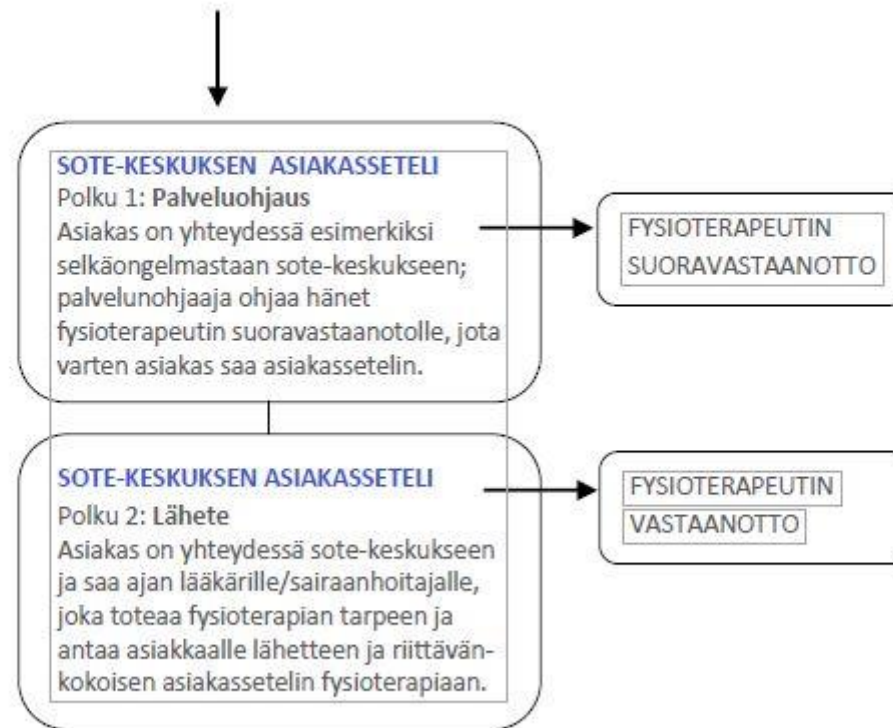 SOTE-KESKUKSEN ASIAKASSETELI
Polku 1: Palveluohjaus
Asiakas on yhteydessä esimerkiksi
selkäongelmastaan sote-keskukseen;
palvelunohjaaja ohjaa hänet
fysioterapeutin suoravastaanotolle, jota
varten asiakas saa asiakassetelin.
FYSIOTERAPEUTIN
SUORAVASTAANOTTO
SOTE-KESKUKSEN ASIAKASSETELI
Polku 2: Lähete
Asiakas on yhteydessä sote-keskukseen
ja saa ajan lääkärille/sairaanhoitajalle,
joka toteaa fysioterapian tarpeen ja
antaa asiakkaalle lähetteen ja riittävän-
kokoisen asiakassetelin fysioterapiaan.
FYSIOTERAPEUTIN
VASTAANOTTO